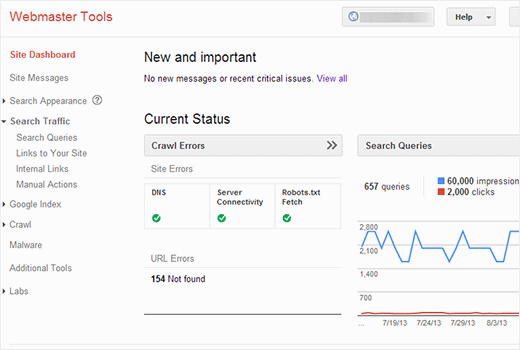 Webmaster Tools
Help
Site Dashboard
Site Messages
Search Appearance
Search Traffic
Search Queries
Links to Your Site
Internal Links
Manual Actions
Google Index
Crawl
Malware
Additional Tools
Labs
New and important
No new messages or recent critical issues. View all
Current Status
Crawl Errors
Site Errors
DNS
Server
Connectivity
Robots.txt
Fetch
URL Errors
154 Not found
Search Queries
657 queries
60,000 impression
2,000 clicks
2,800
2,100
1,400
700
... 7/19/13 7/24/13 7/29/13 8/3/13